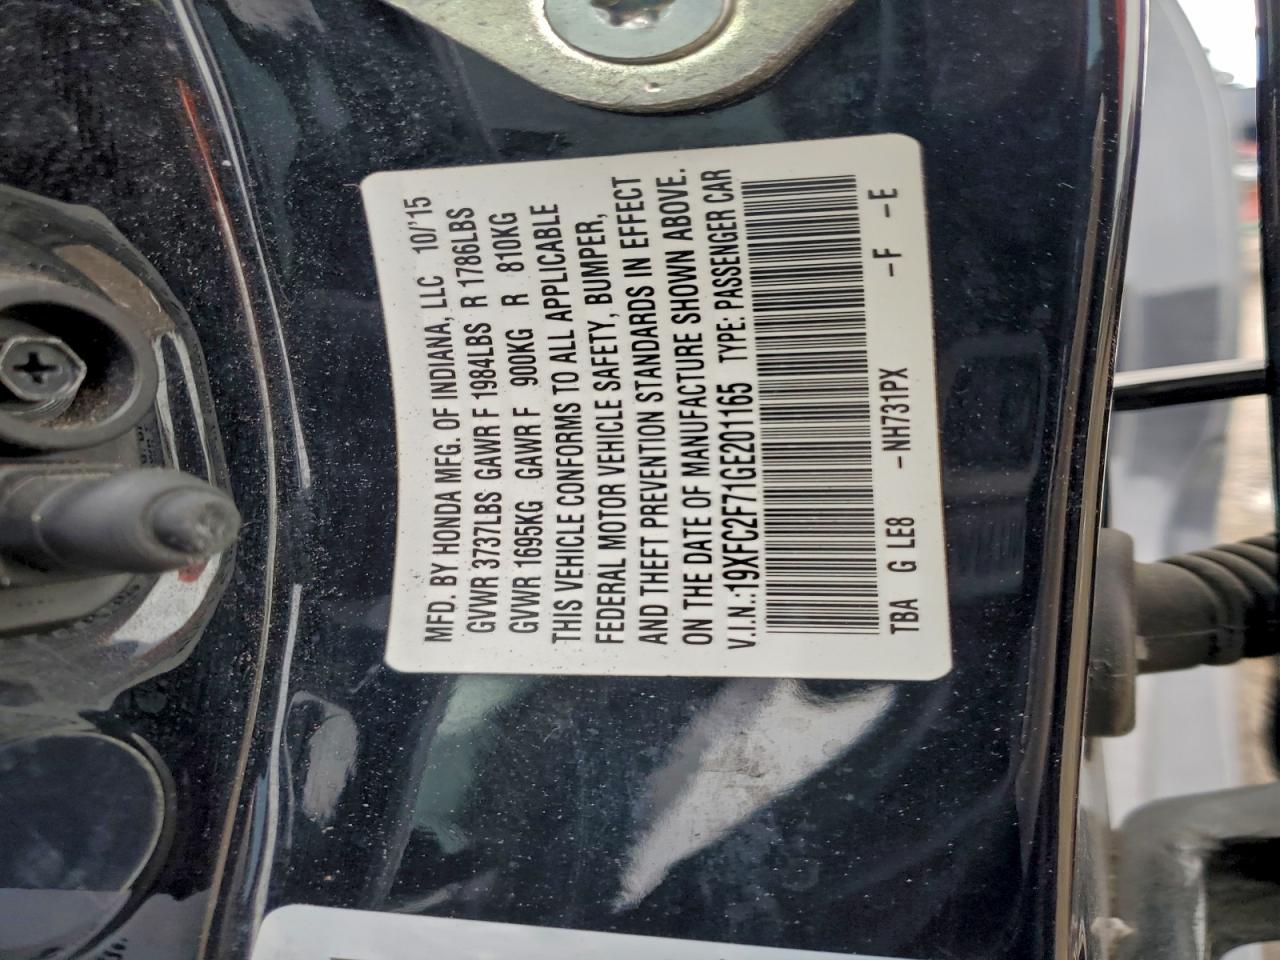 MFD. BY HONDA MFG. OF INDIANA, LLC 10/'15
GVWR 3737LBS GAWR F 1984LBS R 1786LBS
GVWR 1695KG GAWR F 900KG R 810KG
THIS VEHICLE CONFORMS TO ALL APPLICABLE
FEDERAL MOTOR VEHICLE SAFETY, BUMPER,
AND THEFT PREVENTION STANDARDS IN EFFECT
ON THE DATE OF MANUFACTURE SHOWN ABOVE.
V.I.N.:19XFC2F71GE201165 TYPE: PASSENGER CAR
TBA G LE8 -NH731PX -F -E